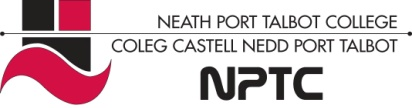 NEATH PORT TALBOT COLLEGE
COLEG CASTELL NEDD PORT TALBOT
NPTC